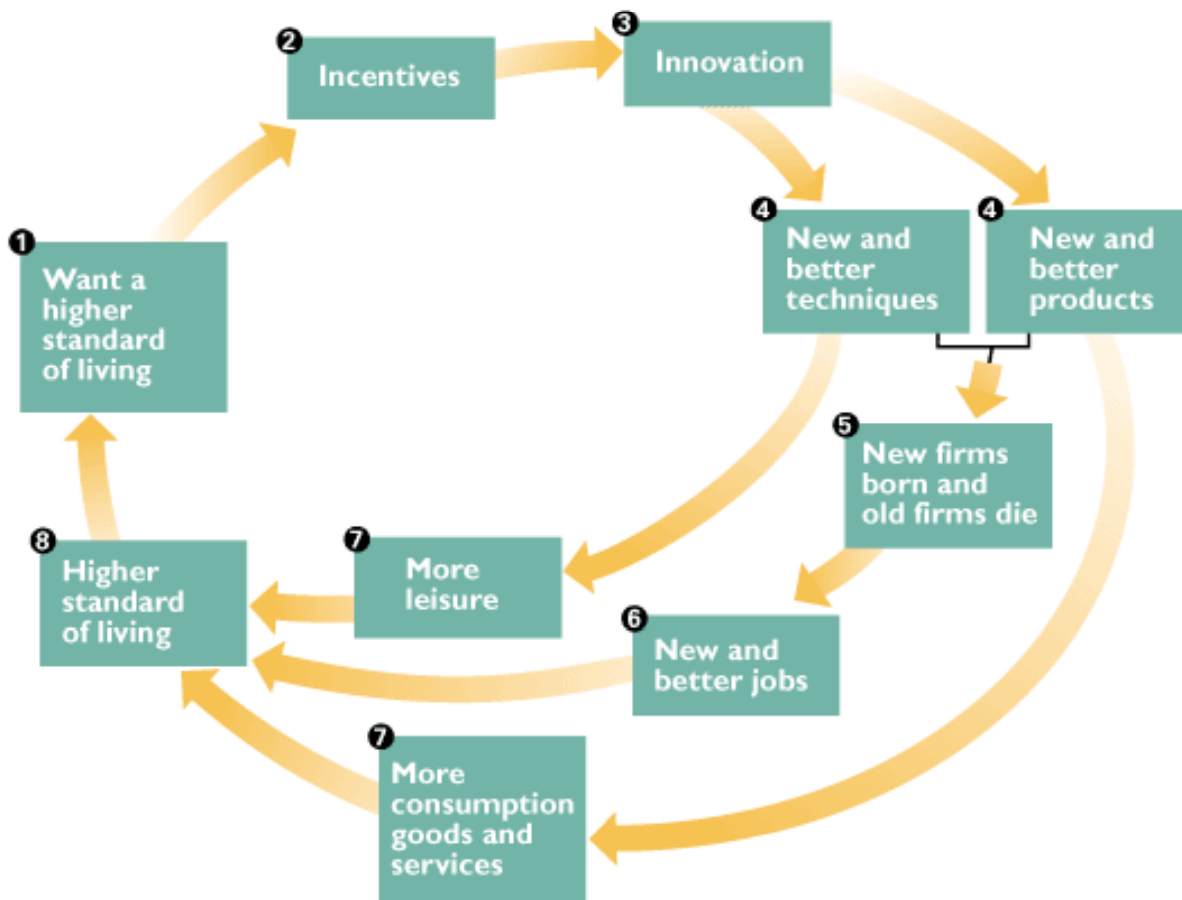 1
Want a
higher
standard
of living
2
Incentives
3
Innovation
4
New and
better
techniques
4
New and
better
products
5
New firms
born and
old firms die
6
New and
better jobs
7
More
leisure
7
More
consumption
goods and
services
8
Higher
standard
of living